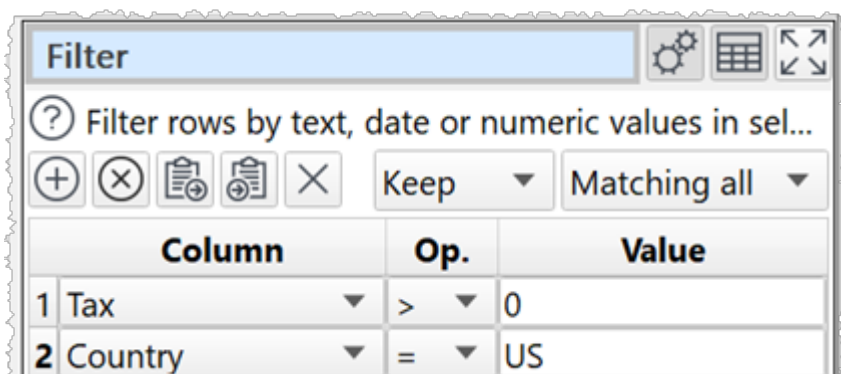 Filter
Filter rows by text, date or numeric values in sel...
Keep Matching all
Column Op. Value
1 Tax > 0
2 Country = US